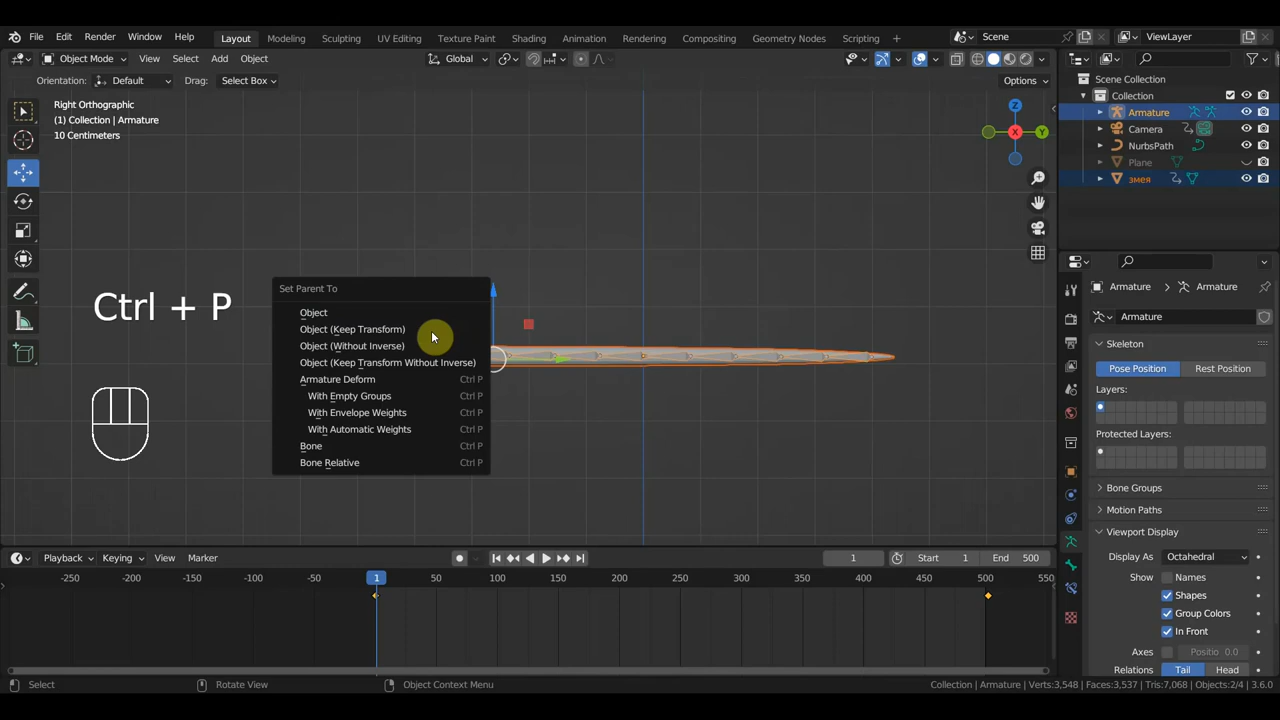 File Edit Render Window Help Layout Modeling Sculpting UV Editing Texture Paint Shading Animation Rendering Compositing Geometry Nodes Scripting + Scene ViewLayer
Object Mode View Select Add Object Global Scene Collection
Orientation: Default Drag: Select Box Options Collection
Right Orthographic
(1) Collection | Armature
10 Centimeters
Z
X
Y
Armature
Camera
NurbsPath
Plane
змея
Ctrl + P
Set Parent To
Object
Object (Keep Transform)
Object (Without Inverse)
Object (Keep Transform Without Inverse)
Armature Deform Ctrl P
With Empty Groups Ctrl P
With Envelope Weights Ctrl P
With Automatic Weights Ctrl P
Bone Ctrl P
Bone Relative Ctrl P
Armature Armature
Armature
Skeleton
Pose Position Rest Position
Layers:
Protected Layers:
Bone Groups
Motion Paths
Viewport Display
Display As Octahedral
Show Names
Shapes
Group Colors
In Front
Axes Positio 0.0
Relations Tail Head
Playback Keying View Marker 1 Start 1 End 500
-250 -200 -150 -100 -50 1 50 100 150 200 250 300 350 400 450 500 550
Select Rotate View Object Context Menu Collection | Armature | Verts:3,548 | Faces:3,537 | Tris:7,068 | Objects:2/4 | 3.6.0